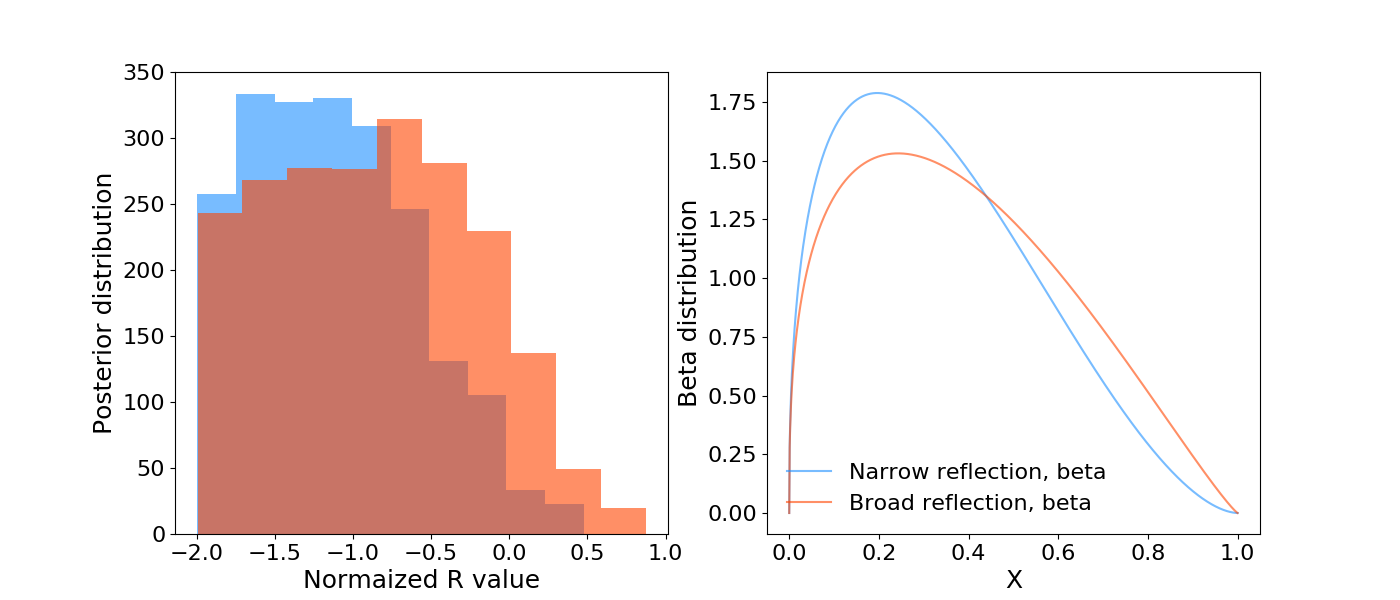 Posterior distribution
350
300
250
200
150
100
50
0
−2.0 −1.5 −1.0 −0.5 0.0 0.5 1.0
Normaized R value
Beta distribution
1.75
1.50
1.25
1.00
0.75
0.50
0.25
0.00
Narrow reflection, beta
Broad reflection, beta
0.0 0.2 0.4 0.6 0.8 1.0
X